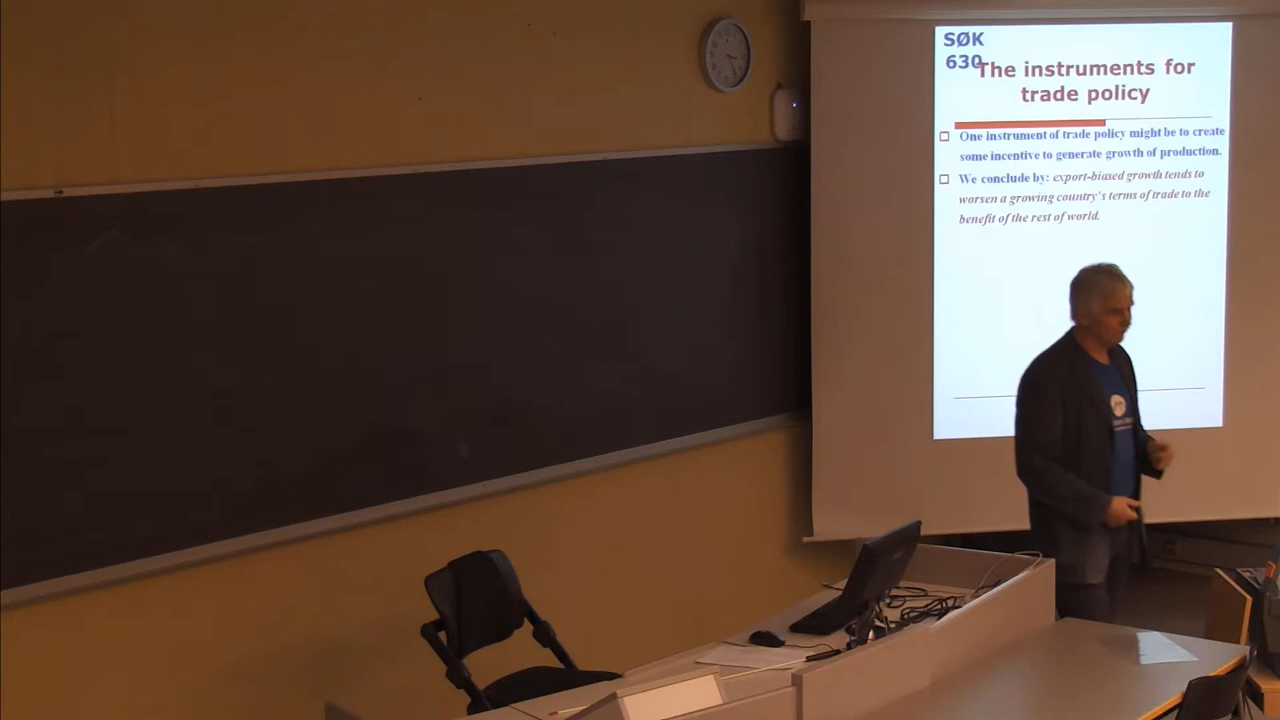 SØK
630
The instruments for
trade policy
One instrument of trade policy might be to create
some incentive to generate growth of production.
We conclude by: export-biased growth tends to
worsen a growing country's terms of trade to the
benefit of the rest of world.